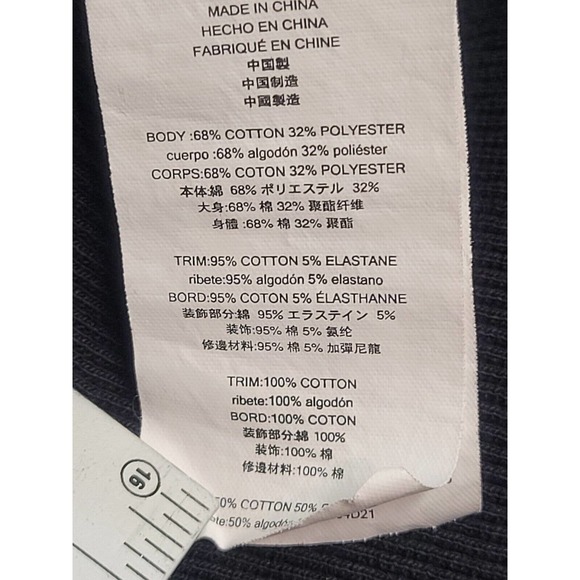 MADE IN CHINA
HECHO EN CHINA
FABRIQUÉ EN CHINE
中国製
中国制造
中國製造
BODY :68% COTTON 32% POLYESTER
cuerpo :68% algodón 32% poliéster
CORPS:68% COTON 32% POLYESTER
本体:綿 68% ポリエステル 32%
大身:68% 棉 32% 聚酯纤维
身體 :68% 棉 32% 聚酯
TRIM:95% COTTON 5% ELASTANE
ribete:95% algodón 5% elastano
BORD:95% COTON 5% ÉLASTHANNE
装飾部分:綿 95% エラステイン 5%
装饰:95% 棉 5% 氨纶
修邊材料:95% 棉 5% 加彈尼龍
TRIM:100% COTTON
ribete:100% algodón
BORD:100% COTON
装飾部分:綿 100%
装饰:100% 棉
修邊材料:100% 棉
50% COTTON 50%
ete:50% algodón 4D21
16